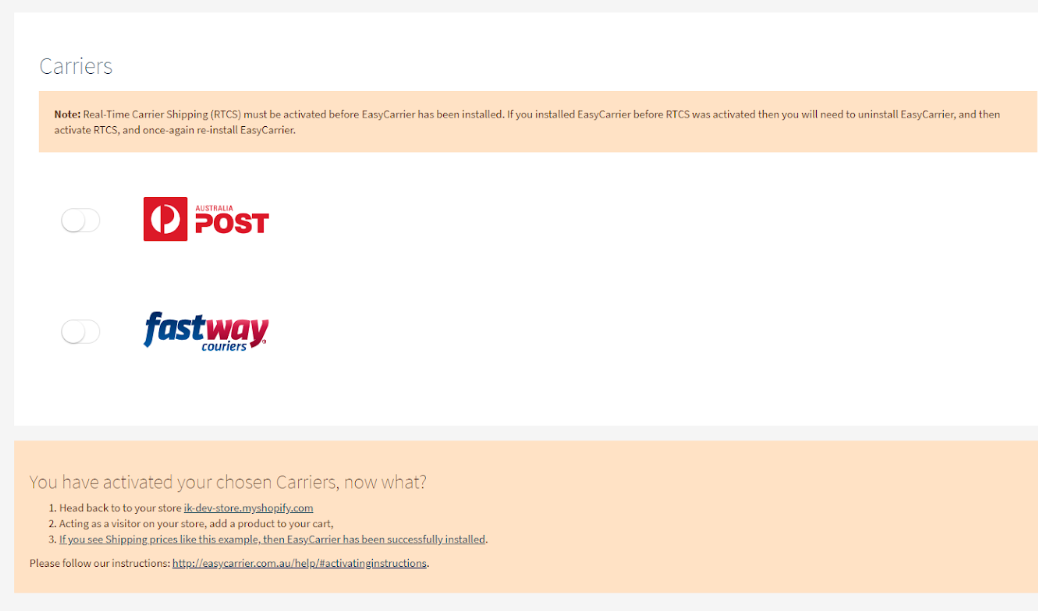 Carriers
Note: Real-Time Carrier Shipping (RTCS) must be activated before EasyCarrier has been installed. If you installed EasyCarrier before RTCS was activated then you will need to uninstall EasyCarrier, and then
activate RTCS, and once-again re-install EasyCarrier.
AUSTRALIA
POST
fastway
couriers
You have activated your chosen Carriers, now what?
1. Head back to to your store ik-dev-store.myshopify.com
2. Acting as a visitor on your store, add a product to your cart,
3. If you see Shipping prices like this example, then EasyCarrier has been successfully installed.
Please follow our instructions: http://easycarrier.com.au/help/#activatinginstructions.